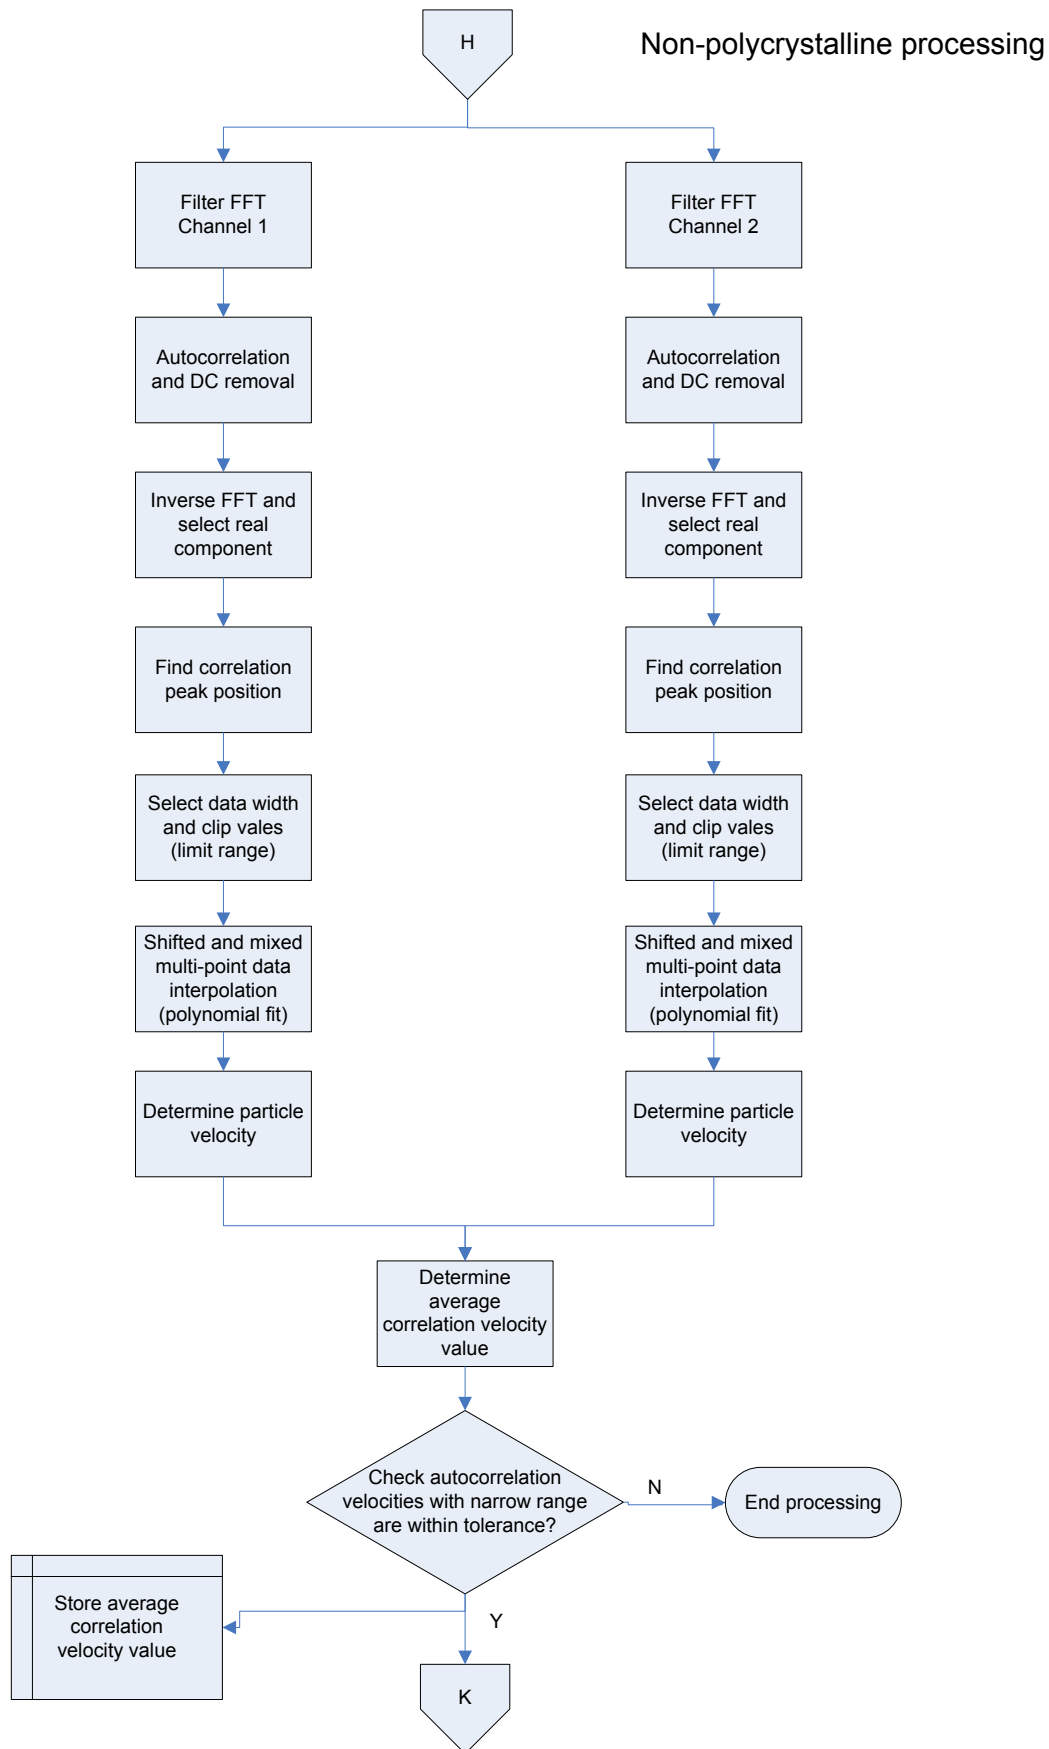 H
Non-polycrystalline processing
Filter FFT
Channel 1
Filter FFT
Channel 2
Autocorrelation
and DC removal
Autocorrelation
and DC removal
Inverse FFT and
select real
component
Inverse FFT and
select real
component
Find correlation
peak position
Find correlation
peak position
Select data width
and clip vales
(limit range)
Select data width
and clip vales
(limit range)
Shifted and mixed
multi-point data
interpolation
(polynomial fit)
Shifted and mixed
multi-point data
interpolation
(polynomial fit)
Determine particle
velocity
Determine particle
velocity
Determine
average
correlation velocity
value
Check autocorrelation
velocities with narrow range
are within tolerance?
N
End processing
Store average
correlation
velocity value
Y
K